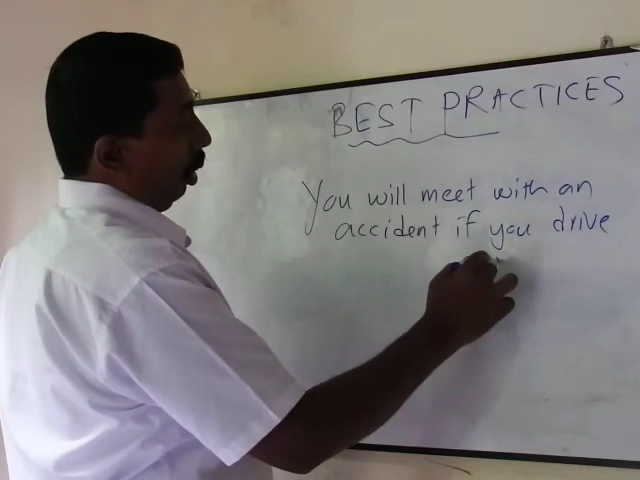 BEST PRACTICES
You will meet with an
accident if you drive